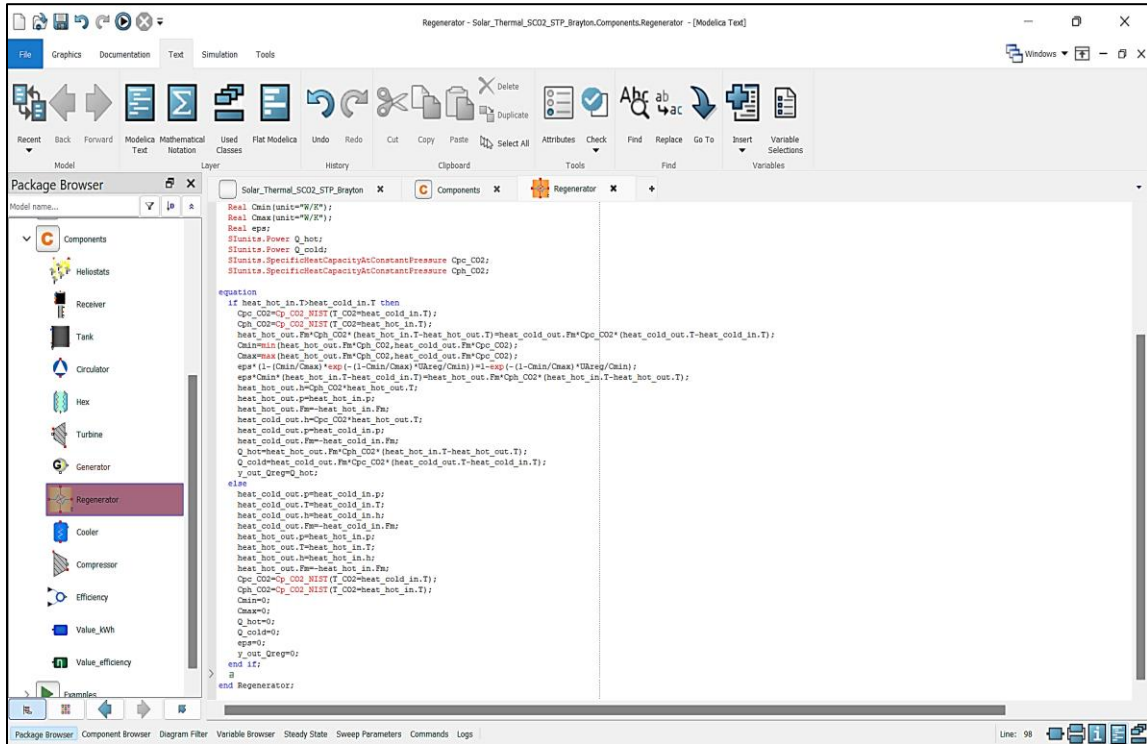 Regenerator - Solar_Thermal_SCO2_STP_Brayton.Components.Regenerator - [Modelica Text]
File Graphics Documentation Text Simulation Tools
Windows
Delete
Duplicate
Select All
Recent Back Forward Modelica Text Mathematical Notation Used Classes Flat Modelica Undo Redo Cut Copy Paste Attributes Check Find Replace Go To Insert Variable Selections
Model Layer History Clipboard Tools Find Variables
Package Browser
Model name...
Solar_Thermal_SCO2_STP_Brayton Components Regenerator
Components
Heliostats
Receiver
Tank
Circulator
Hex
Turbine
Generator
Regenerator
Cooler
Compressor
Efficiency
Value_kWh
Value_efficiency
Examples
Real Cmin(unit="W/K");
Real Cmax(unit="W/K");
Real eps;
SIunits.Power Q_hot;
SIunits.Power Q_cold;
SIunits.SpecificHeatCapacityAtConstantPressure Cpc_CO2;
SIunits.SpecificHeatCapacityAtConstantPressure Cph_CO2;
equation
if heat_hot_in.T>heat_cold_in.T then
Cpc_CO2=Cp_CO2_NIST(T_CO2=heat_cold_in.T);
Cph_CO2=Cp_CO2_NIST(T_CO2=heat_hot_in.T);
heat_hot_out.Fm*Cph_CO2*(heat_hot_in.T-heat_hot_out.T)=heat_cold_out.Fm*Cpc_CO2*(heat_cold_out.T-heat_cold_in.T);
Cmin=min(heat_hot_out.Fm*Cph_CO2,heat_cold_out.Fm*Cpc_CO2);
Cmax=max(heat_hot_out.Fm*Cph_CO2,heat_cold_out.Fm*Cpc_CO2);
eps*(1-(Cmin/Cmax)*exp(-(1-Cmin/Cmax)*UAreg/Cmin))=1-exp(-(1-Cmin/Cmax)*UAreg/Cmin);
eps*Cmin*(heat_hot_in.T-heat_cold_in.T)=heat_hot_out.Fm*Cph_CO2*(heat_hot_in.T-heat_hot_out.T);
heat_hot_out.h=Cph_CO2*heat_hot_out.T;
heat_hot_out.p=heat_hot_in.p;
heat_hot_out.Fm=-heat_hot_in.Fm;
heat_cold_out.h=Cpc_CO2*heat_hot_out.T;
heat_cold_out.p=heat_cold_in.p;
heat_cold_out.Fm=-heat_cold_in.Fm;
Q_hot=heat_hot_out.Fm*Cph_CO2*(heat_hot_in.T-heat_hot_out.T);
Q_cold=heat_cold_out.Fm*Cpc_CO2*(heat_cold_out.T-heat_cold_in.T);
y_out_Qreg=Q_hot;
else
heat_cold_out.p=heat_cold_in.p;
heat_cold_out.T=heat_cold_in.T;
heat_cold_out.h=heat_cold_in.h;
heat_cold_out.Fm=-heat_cold_in.Fm;
heat_hot_out.p=heat_hot_in.p;
heat_hot_out.T=heat_hot_in.T;
heat_hot_out.h=heat_hot_in.h;
heat_hot_out.Fm=-heat_hot_in.Fm;
Cpc_CO2=Cp_CO2_NIST(T_CO2=heat_cold_in.T);
Cph_CO2=Cp_CO2_NIST(T_CO2=heat_hot_in.T);
Cmin=0;
Cmax=0;
Q_hot=0;
Q_cold=0;
eps=0;
y_out_Qreg=0;
end if;
a
end Regenerator;
Package Browser Component Browser Diagram Filter Variable Browser Steady State Sweep Parameters Commands Logs
Line: 98